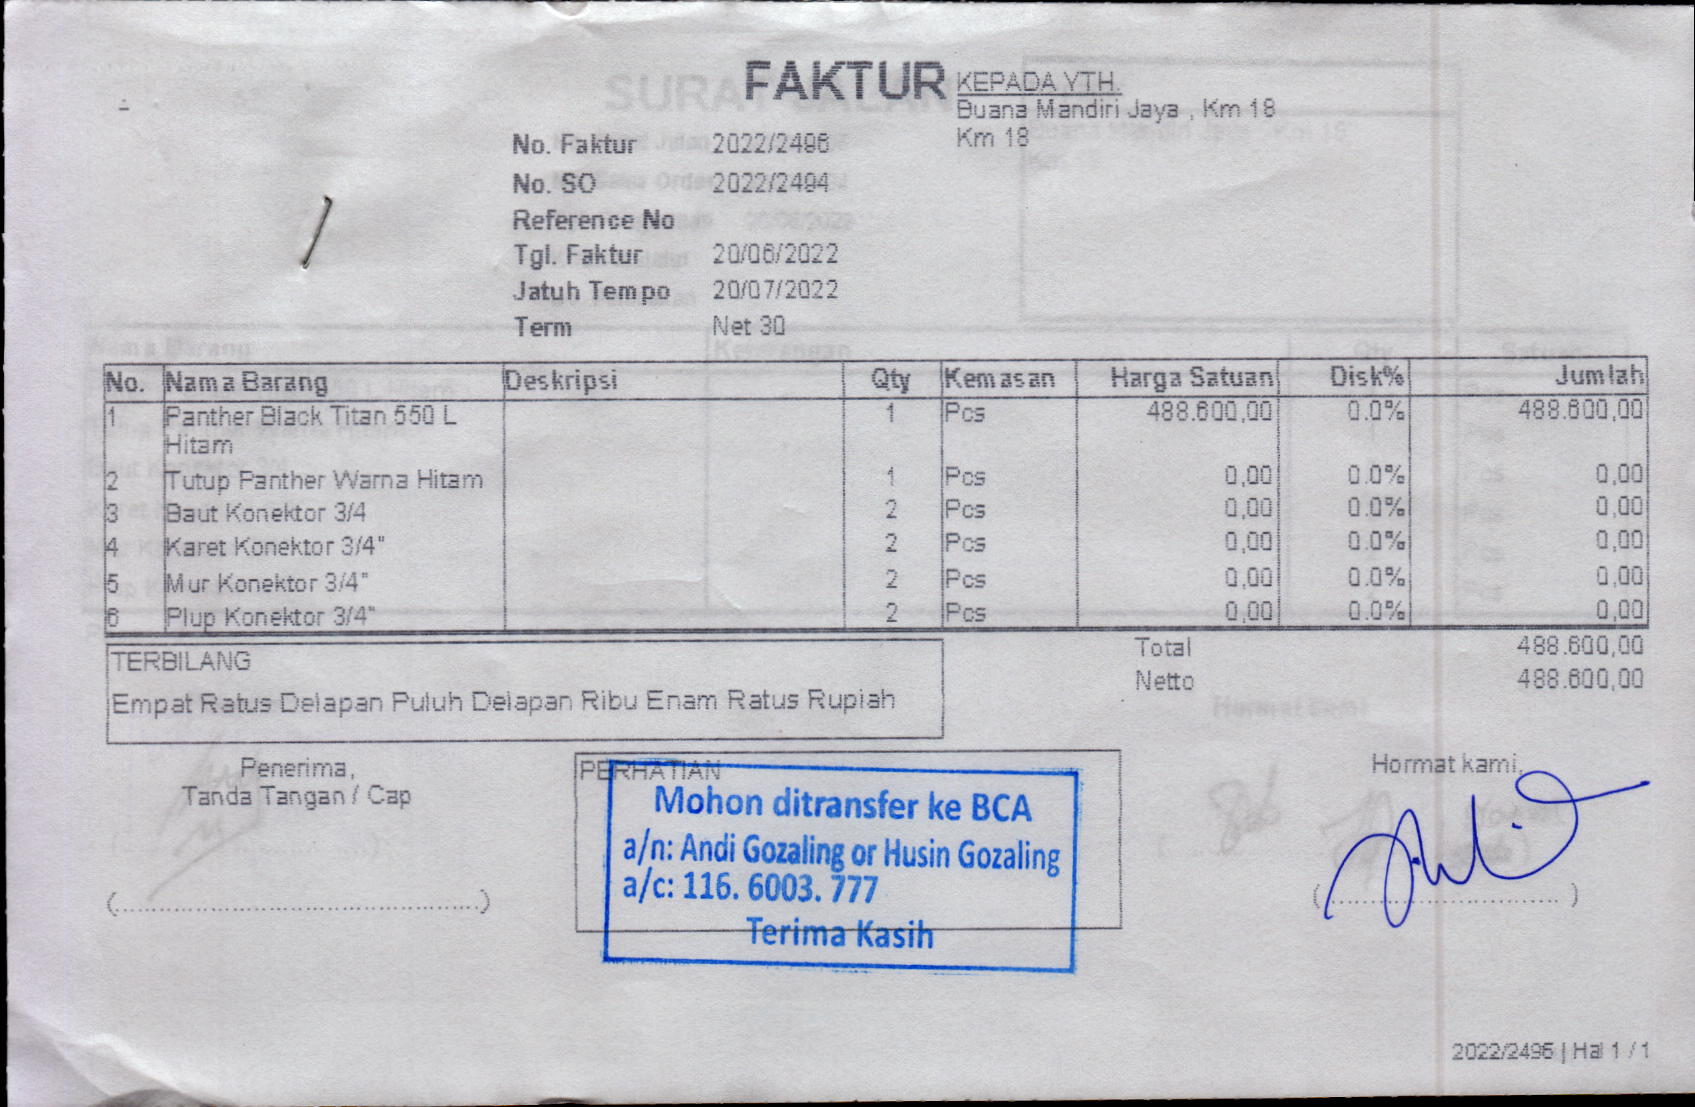 FAKTUR
KEPADA YTH.
Buana Mandiri Jaya , Km 18
Km 18
No. Faktur 2022/2496
No. SO 2022/2494
Reference No
Tgl. Faktur 20/06/2022
Jatuh Tempo 20/07/2022
Term Net 30
No. Nama Barang Deskripsi Qty Kemasan Harga Satuan Disk% Jumlah
1 Panther Black Titan 550 L 1 Pcs 488.600,00 0.0% 488.600,00
Hitam
2 Tutup Panther Warna Hitam 1 Pcs 0,00 0.0% 0,00
3 Baut Konektor 3/4 2 Pcs 0,00 0.0% 0,00
4 Karet Konektor 3/4" 2 Pcs 0,00 0.0% 0,00
5 Mur Konektor 3/4" 2 Pcs 0,00 0.0% 0,00
6 Plup Konektor 3/4" 2 Pcs 0,00 0.0% 0,00
Total 488.600,00
Netto 488.600,00
TERBILANG
Empat Ratus Delapan Puluh Delapan Ribu Enam Ratus Rupiah
Penerima,
Tanda Tangan / Cap
PERHATIAN
Mohon ditransfer ke BCA
a/n: Andi Gozaling or Husin Gozaling
a/c: 116. 6003. 777
Terima Kasih
Hormat kami,
2022/2496 | Hal 1 / 1